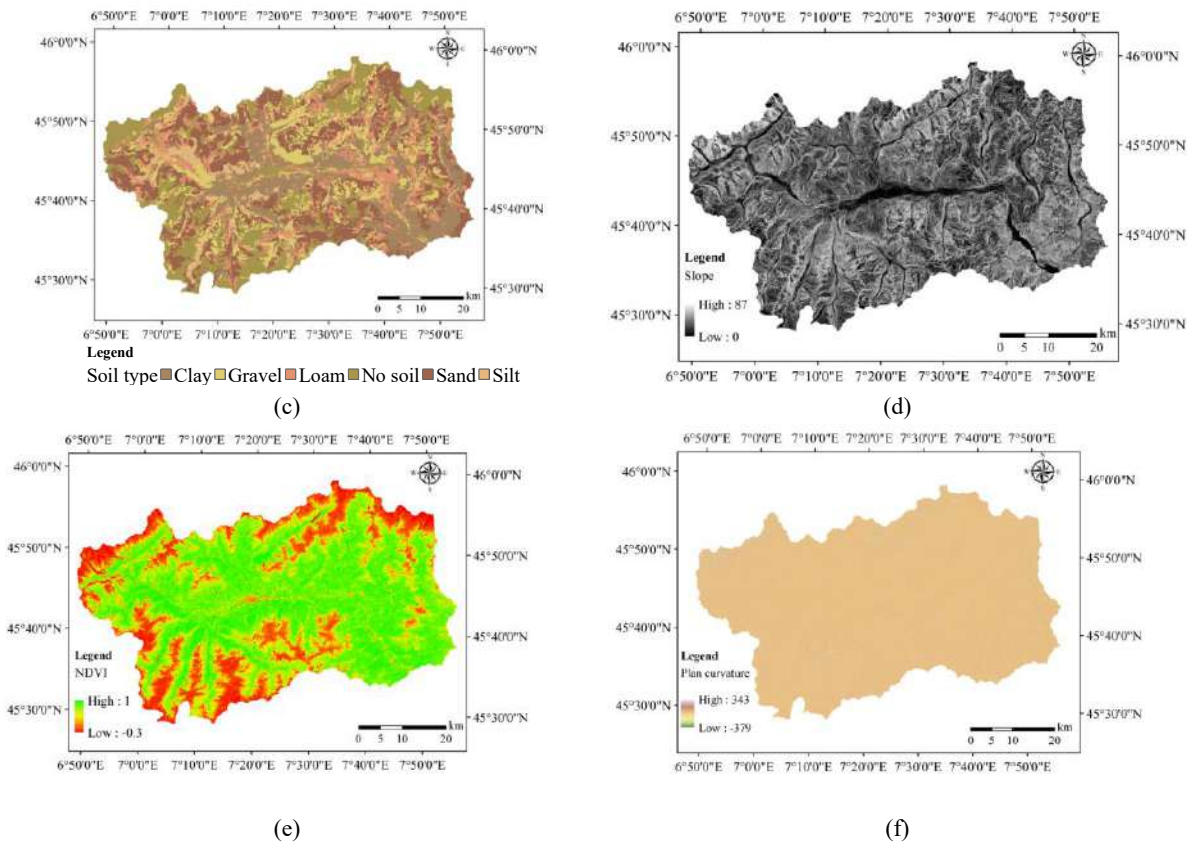 6°50'0"E 7°0'0"E 7°10'0"E 7°20'0"E 7°30'0"E 7°40'0"E 7°50'0"E
46°0'0"N
46°0'0"N
45°50'0"N
45°50'0"N
45°40'0"N
45°40'0"N
45°30'0"N
45°30'0"N
N
W E
S
km
0 5 10 20
6°50'0"E 7°0'0"E 7°10'0"E 7°20'0"E 7°30'0"E 7°40'0"E 7°50'0"E
Legend
Soil type Clay Gravel Loam No soil Sand Silt
(c)
6°50'0"E 7°0'0"E 7°10'0"E 7°20'0"E 7°30'0"E 7°40'0"E 7°50'0"E
46°0'0"N
46°0'0"N
45°50'0"N
45°50'0"N
45°40'0"N
45°40'0"N
45°30'0"N
45°30'0"N
N
W E
S
Legend
Slope
High : 87
Low : 0
km
0 5 10 20
6°50'0"E 7°0'0"E 7°10'0"E 7°20'0"E 7°30'0"E 7°40'0"E 7°50'0"E
(d)
6°50'0"E 7°0'0"E 7°10'0"E 7°20'0"E 7°30'0"E 7°40'0"E 7°50'0"E
46°0'0"N
46°0'0"N
45°50'0"N
45°50'0"N
45°40'0"N
45°40'0"N
45°30'0"N
45°30'0"N
N
W E
S
Legend
NDVI
High : 1
Low : -0.3
km
0 5 10 20
6°50'0"E 7°0'0"E 7°10'0"E 7°20'0"E 7°30'0"E 7°40'0"E 7°50'0"E
(e)
6°50'0"E 7°0'0"E 7°10'0"E 7°20'0"E 7°30'0"E 7°40'0"E 7°50'0"E
46°0'0"N
46°0'0"N
45°50'0"N
45°50'0"N
45°40'0"N
45°40'0"N
45°30'0"N
45°30'0"N
N
W E
S
Legend
Plan curvature
High : 343
Low : -379
km
0 5 10 20
6°50'0"E 7°0'0"E 7°10'0"E 7°20'0"E 7°30'0"E 7°40'0"E 7°50'0"E
(f)